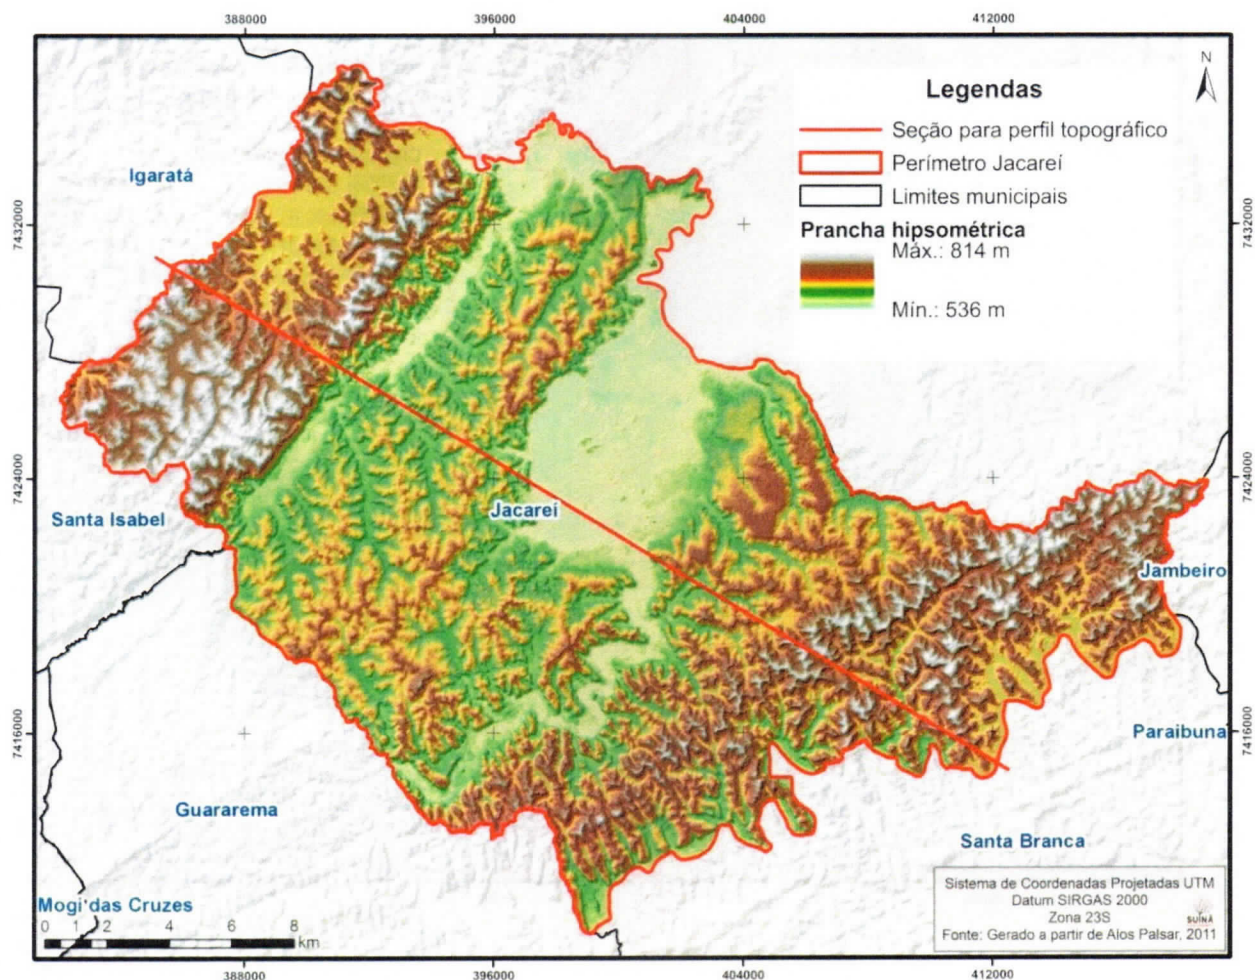 388000 396000 404000 412000
N
Legendas
Seção para perfil topográfico
Perímetro Jacareí
Limites municipais
Prancha hipsométrica
Máx.: 814 m
Mín.: 536 m
Igaratá
7432000 7432000
7424000 7424000
Santa Isabel
Jacareí
Jambeiro
7416000 7416000
Paraibuna
Guararema
Santa Branca
Mogi das Cruzes
0 1 2 4 6 8
km
Sistema de Coordenadas Projetadas UTM
Datum SIRGAS 2000
Zona 23S
SUINÃ
Fonte: Gerado a partir de Alos Palsar, 2011
388000 396000 404000 412000